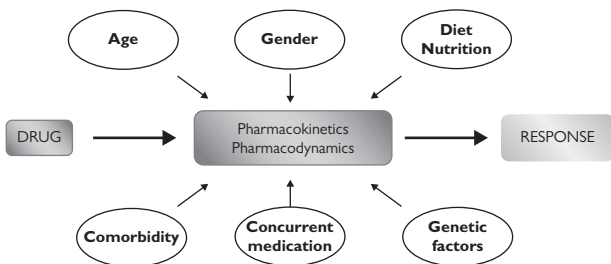 Age
Gender
Diet
Nutrition
DRUG
Pharmacokinetics
Pharmacodynamics
RESPONSE
Comorbidity
Concurrent
medication
Genetic
factors